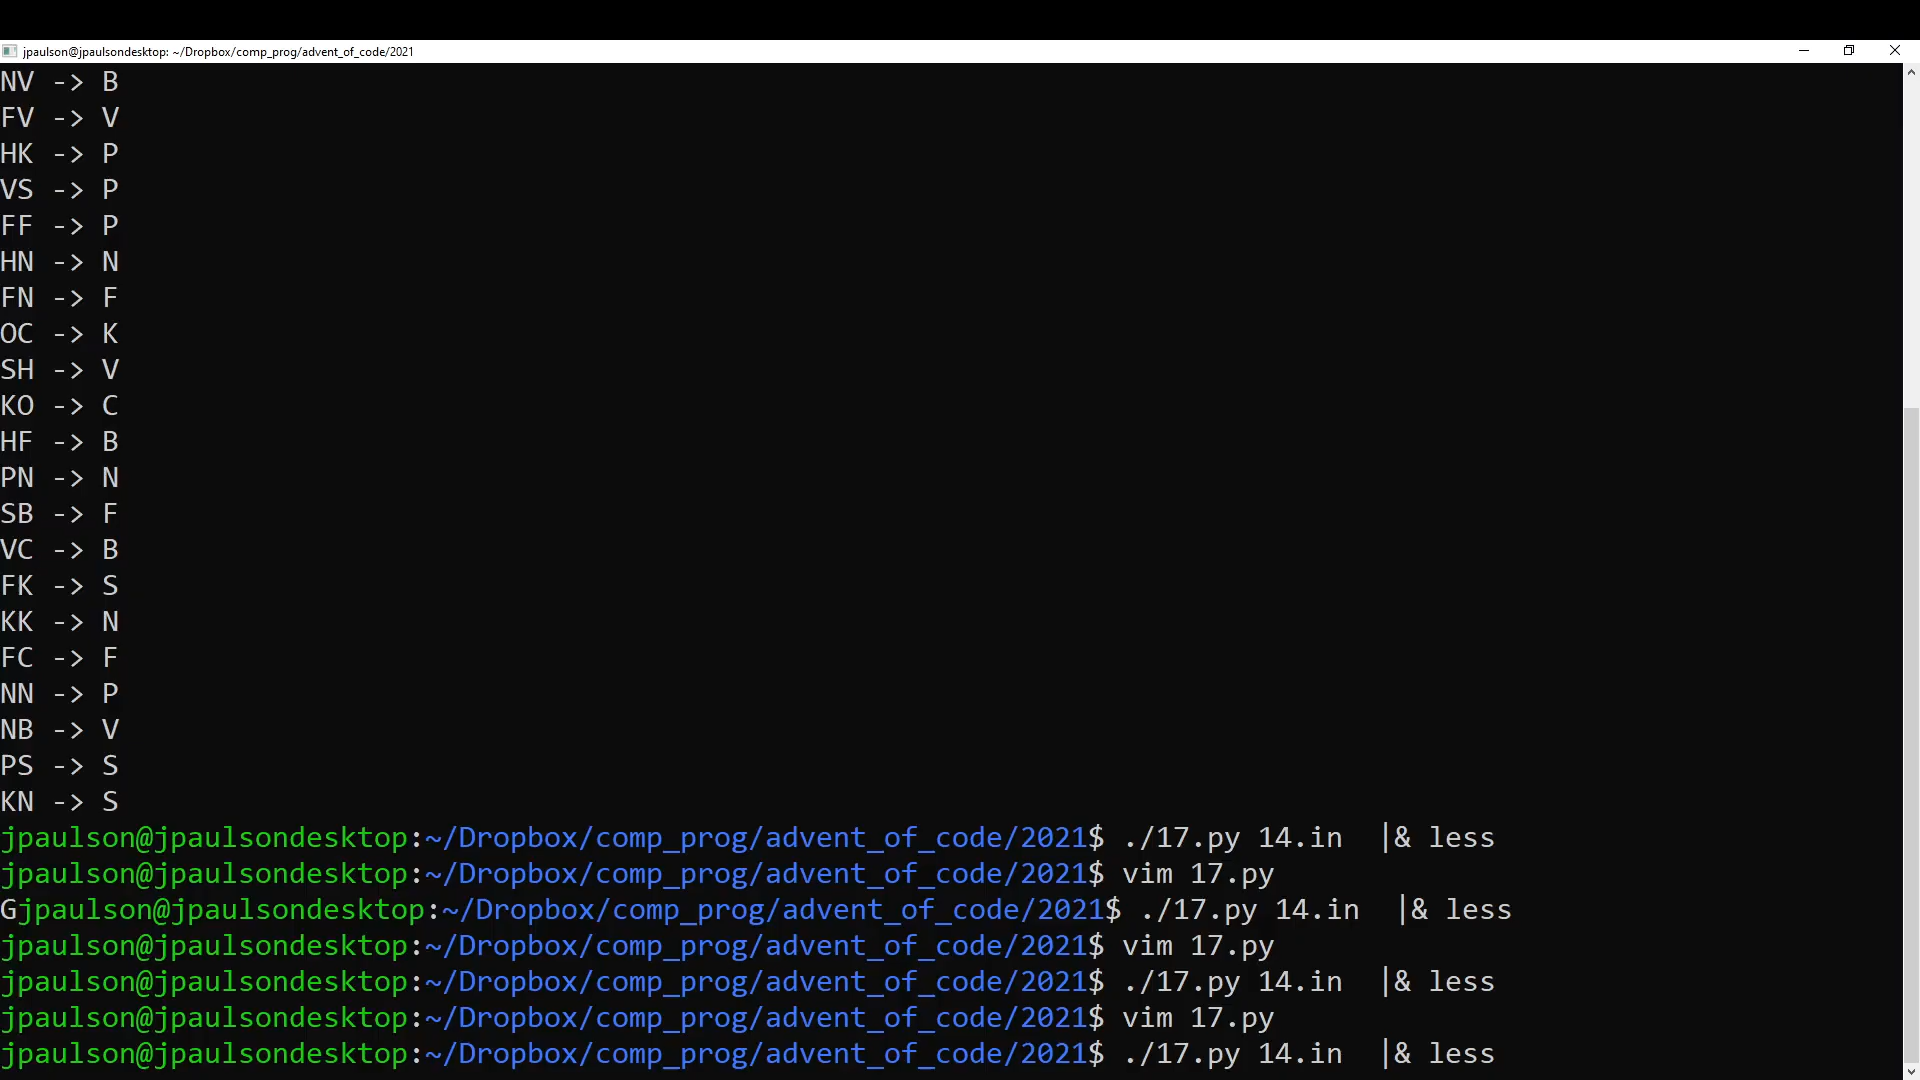 jpaulson@jpaulsondesktop: ~/Dropbox/comp_prog/advent_of_code/2021
NV -> B
FV -> V
HK -> P
VS -> P
FF -> P
HN -> N
FN -> F
OC -> K
SH -> V
KO -> C
HF -> B
PN -> N
SB -> F
VC -> B
FK -> S
KK -> N
FC -> F
NN -> P
NB -> V
PS -> S
KN -> S
jpaulson@jpaulsondesktop:~/Dropbox/comp_prog/advent_of_code/2021$ ./17.py 14.in  |& less
jpaulson@jpaulsondesktop:~/Dropbox/comp_prog/advent_of_code/2021$ vim 17.py
Gjpaulson@jpaulsondesktop:~/Dropbox/comp_prog/advent_of_code/2021$ ./17.py 14.in  |& less
jpaulson@jpaulsondesktop:~/Dropbox/comp_prog/advent_of_code/2021$ vim 17.py
jpaulson@jpaulsondesktop:~/Dropbox/comp_prog/advent_of_code/2021$ ./17.py 14.in  |& less
jpaulson@jpaulsondesktop:~/Dropbox/comp_prog/advent_of_code/2021$ vim 17.py
jpaulson@jpaulsondesktop:~/Dropbox/comp_prog/advent_of_code/2021$ ./17.py 14.in  |& less